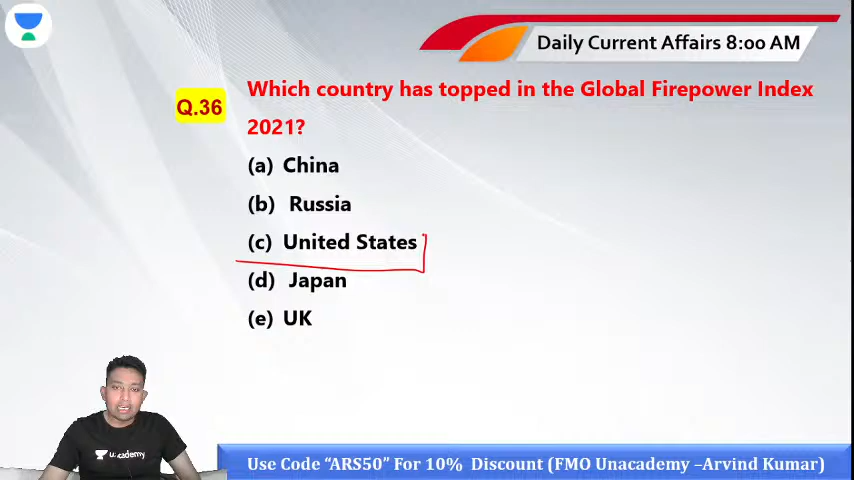 Daily Current Affairs 8:00 AM
Q.36
Which country has topped in the Global Firepower Index
2021?
(a) China
(b) Russia
(c) United States
(d) Japan
(e) UK
unacademy
Use Code “ARS50” For 10% Discount (FMO Unacademy –Arvind Kumar)